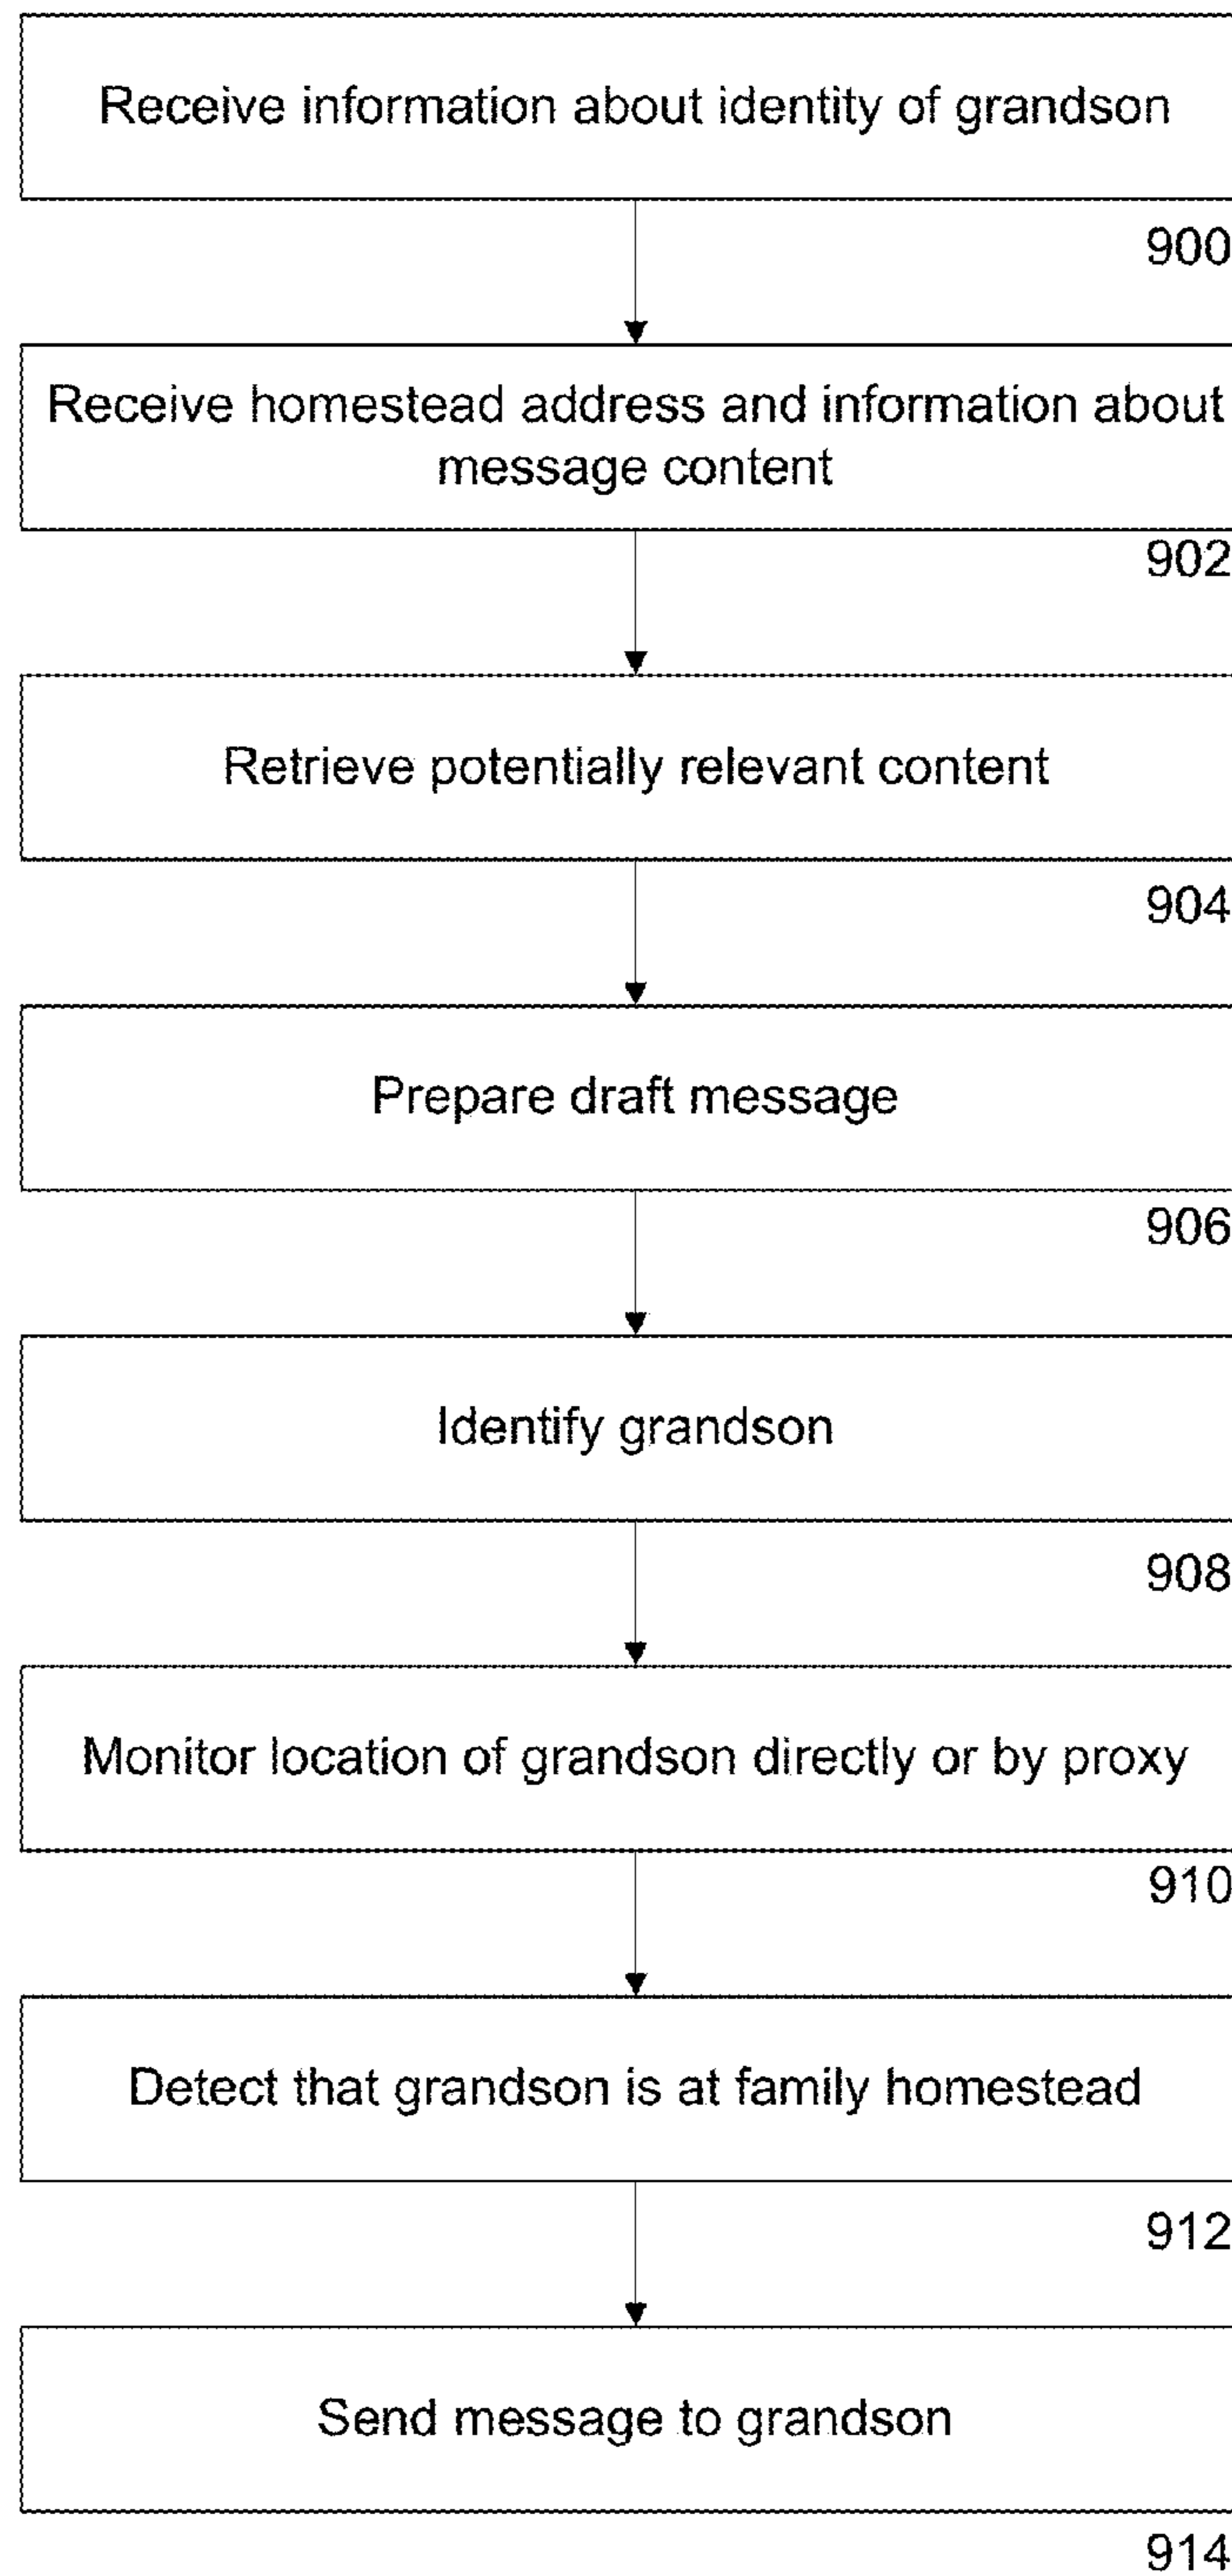 Receive information about identity of grandson
900
Receive homestead address and information about
message content
902
Retrieve potentially relevant content
904
Prepare draft message
906
Identify grandson
908
Monitor location of grandson directly or by proxy
910
Detect that grandson is at family homestead
912
Send message to grandson
914